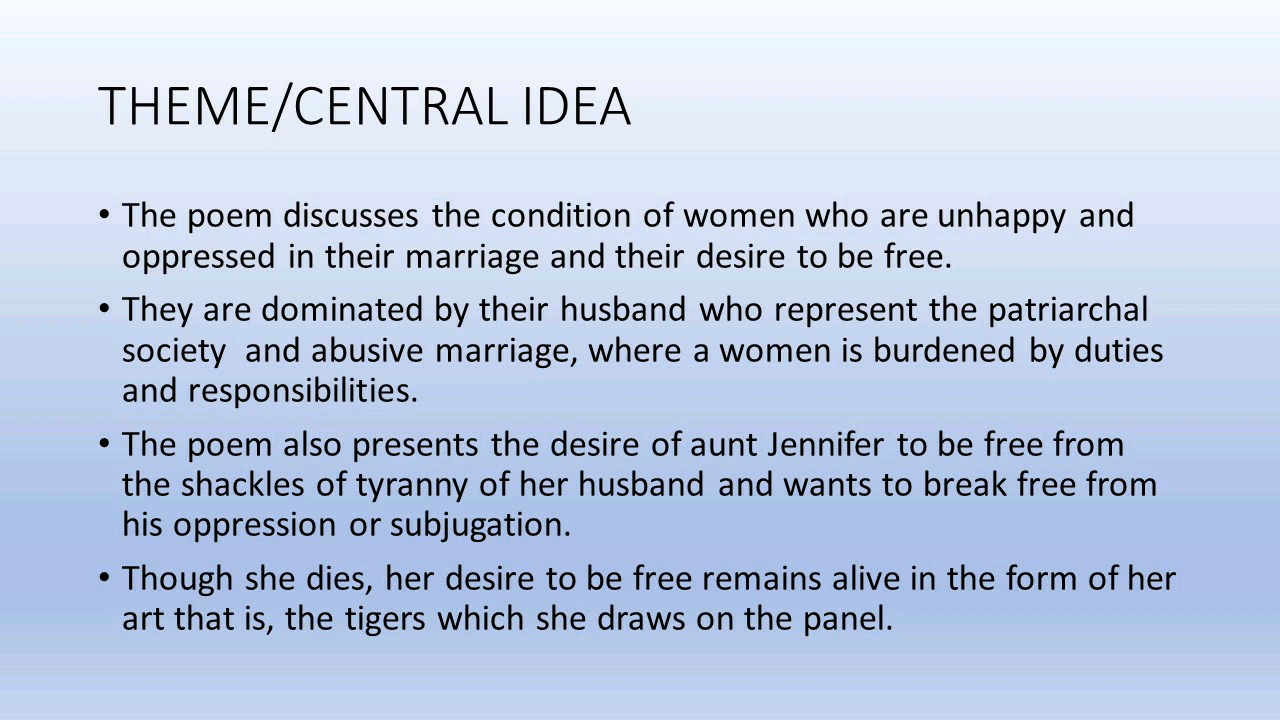 THEME/CENTRAL IDEA
• The poem discusses the condition of women who are unhappy and
oppressed in their marriage and their desire to be free.
• They are dominated by their husband who represent the patriarchal
society  and abusive marriage, where a women is burdened by duties
and responsibilities.
• The poem also presents the desire of aunt Jennifer to be free from
the shackles of tyranny of her husband and wants to break free from
his oppression or subjugation.
• Though she dies, her desire to be free remains alive in the form of her
art that is, the tigers which she draws on the panel.